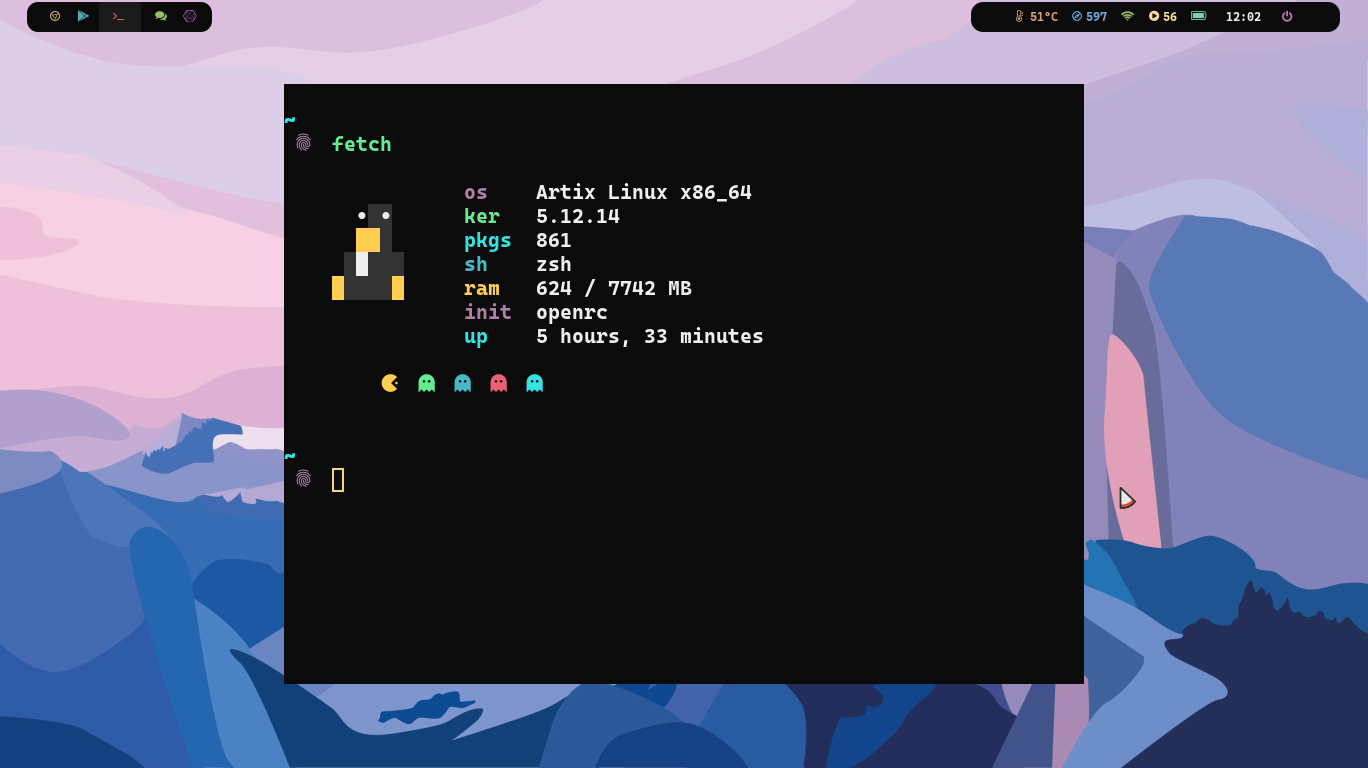 51°C 597 56 12:02
~
fetch
os Artix Linux x86_64
ker 5.12.14
pkgs 861
sh zsh
ram 624 / 7742 MB
init openrc
up 5 hours, 33 minutes
~